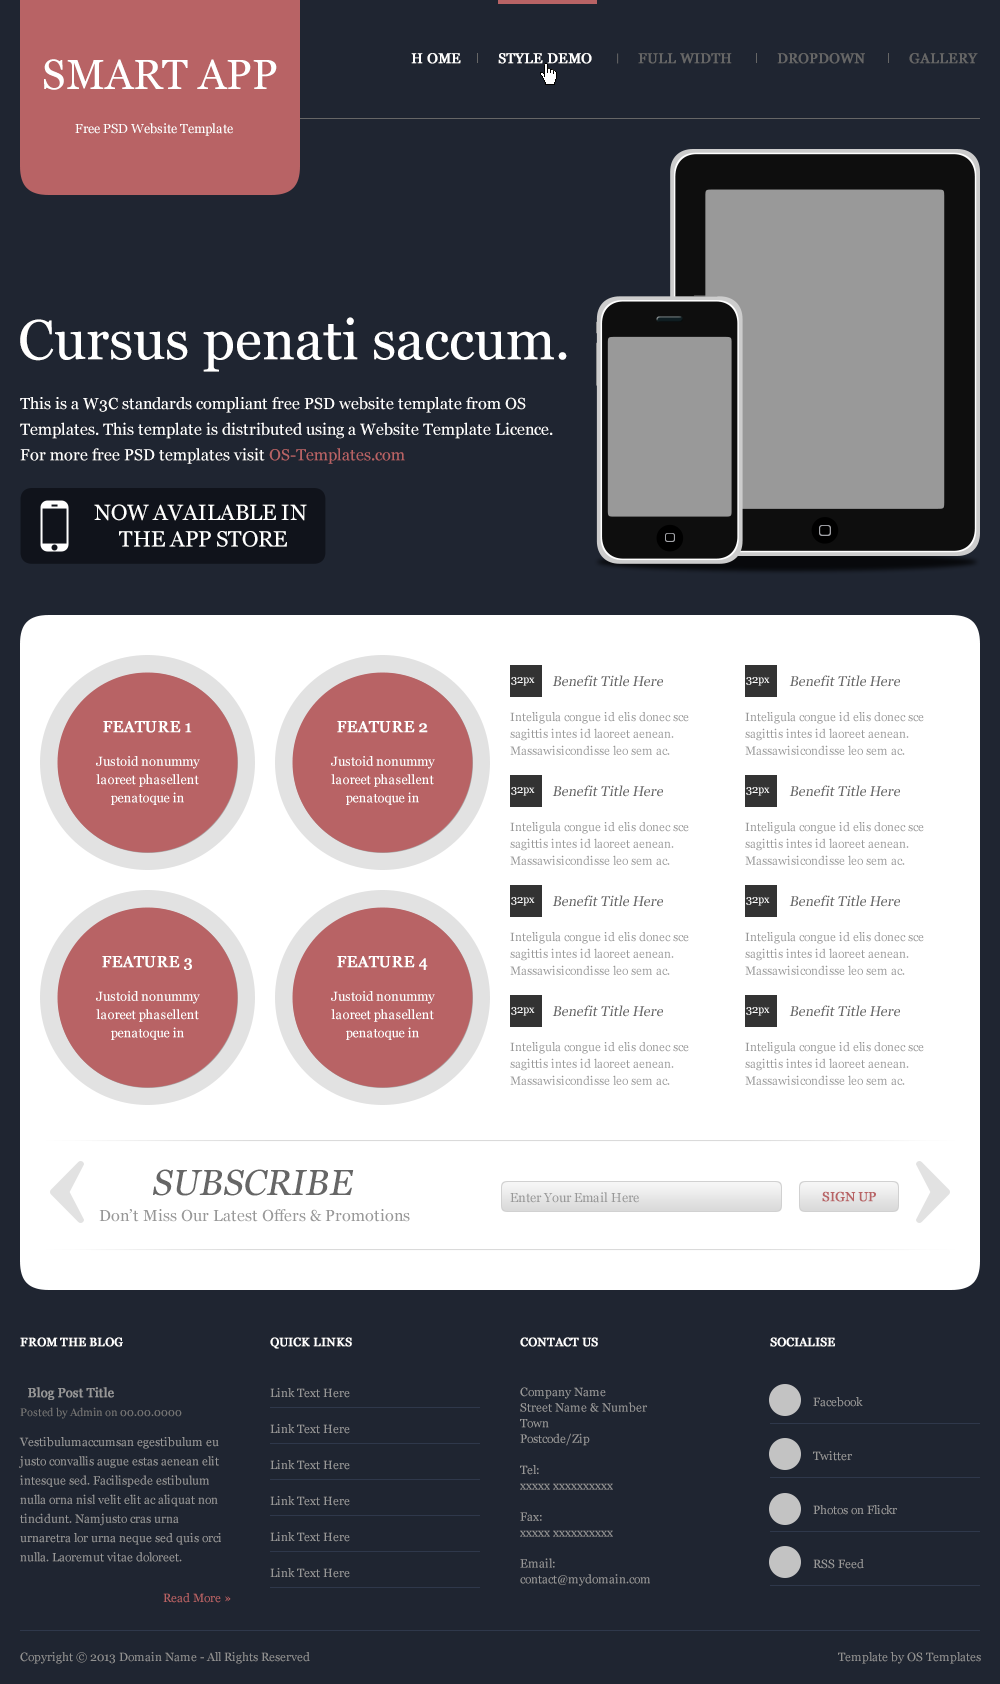 SMART APP
Free PSD Website Template
H OME
STYLE DEMO
FULL WIDTH
DROPDOWN
GALLERY
Cursus penati saccum.
This is a W3C standards compliant free PSD website template from OS
Templates. This template is distributed using a Website Template Licence.
For more free PSD templates visit OS-Templates.com
NOW AVAILABLE IN
THE APP STORE
FEATURE 1
Justoid nonummy
laoreet phasellent
penatoque in
FEATURE 2
Justoid nonummy
laoreet phasellent
penatoque in
FEATURE 3
Justoid nonummy
laoreet phasellent
penatoque in
FEATURE 4
Justoid nonummy
laoreet phasellent
penatoque in
32px Benefit Title Here
Inteligula congue id elis donec sce
sagittis intes id laoreet aenean.
Massawisicondisse leo sem ac.
32px Benefit Title Here
Inteligula congue id elis donec sce
sagittis intes id laoreet aenean.
Massawisicondisse leo sem ac.
32px Benefit Title Here
Inteligula congue id elis donec sce
sagittis intes id laoreet aenean.
Massawisicondisse leo sem ac.
32px Benefit Title Here
Inteligula congue id elis donec sce
sagittis intes id laoreet aenean.
Massawisicondisse leo sem ac.
32px Benefit Title Here
Inteligula congue id elis donec sce
sagittis intes id laoreet aenean.
Massawisicondisse leo sem ac.
32px Benefit Title Here
Inteligula congue id elis donec sce
sagittis intes id laoreet aenean.
Massawisicondisse leo sem ac.
32px Benefit Title Here
Inteligula congue id elis donec sce
sagittis intes id laoreet aenean.
Massawisicondisse leo sem ac.
32px Benefit Title Here
Inteligula congue id elis donec sce
sagittis intes id laoreet aenean.
Massawisicondisse leo sem ac.
SUBSCRIBE
Don't Miss Our Latest Offers & Promotions
Enter Your Email Here
SIGN UP
FROM THE BLOG
Blog Post Title
Posted by Admin on 00.00.0000
Vestibulumaccumsan egestibulum eu
justo convallis augue estas aenean elit
intesque sed. Facilispede estibulum
nulla orna nisl velit elit ac aliquat non
tincidunt. Namjusto cras urna
urnaretra lor urna neque sed quis orci
nulla. Laoremut vitae doloreet.
Read More »
QUICK LINKS
Link Text Here
Link Text Here
Link Text Here
Link Text Here
Link Text Here
Link Text Here
CONTACT US
Company Name
Street Name & Number
Town
Postcode/Zip
Tel:
xxxxx xxxxxxxxxx
Fax:
xxxxx xxxxxxxxxx
Email:
contact@mydomain.com
SOCIALISE
Facebook
Twitter
Photos on Flickr
RSS Feed
Copyright © 2013 Domain Name - All Rights Reserved
Template by OS Templates